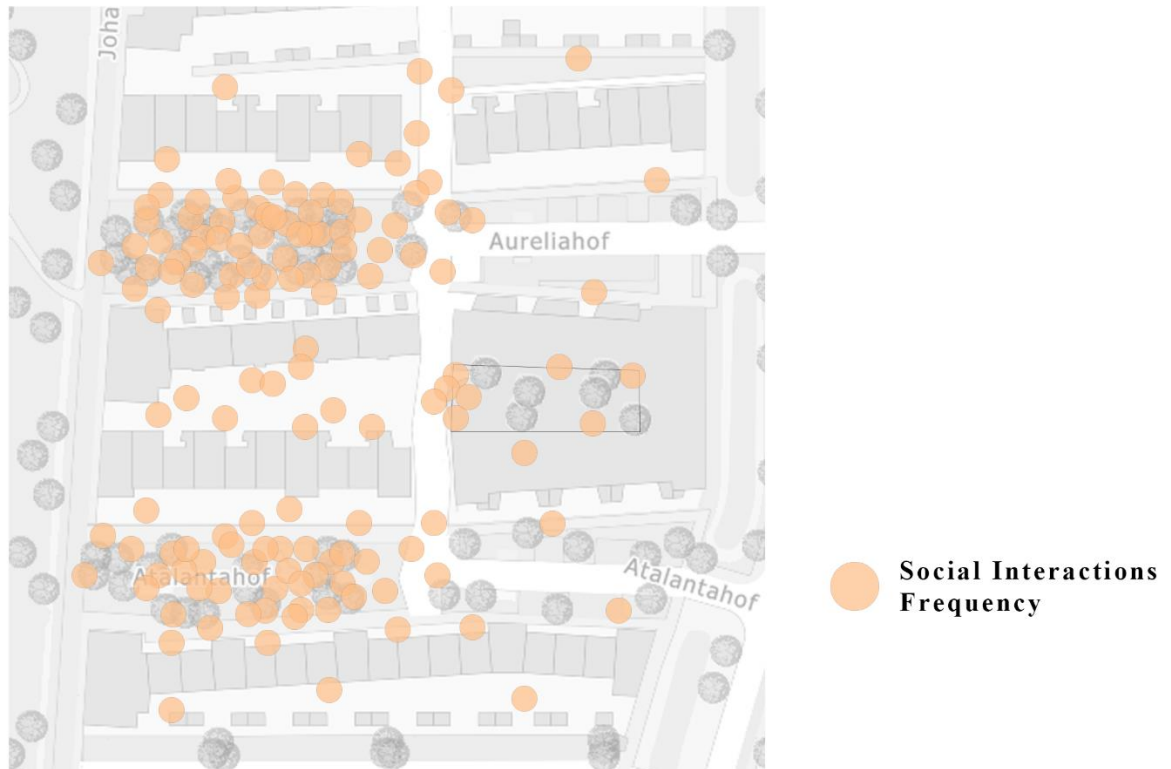 Joha
Aureliahof
Atalantahof
Atalantahof
Social Interactions
Frequency